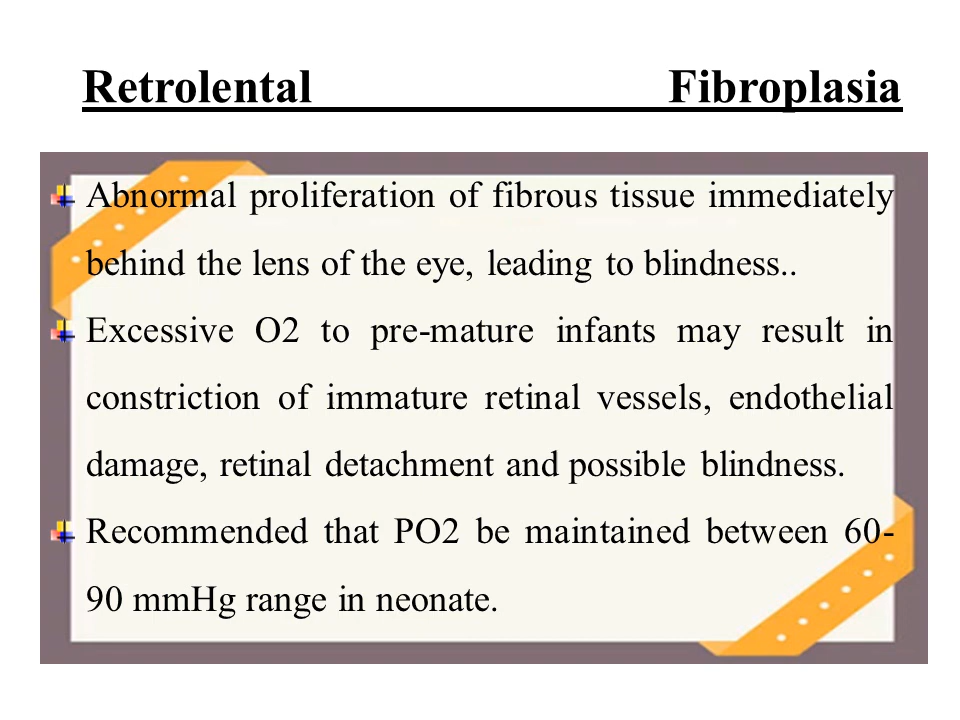 Retrolental Fibroplasia
Abnormal proliferation of fibrous tissue immediately
behind the lens of the eye, leading to blindness..
Excessive O2 to pre-mature infants may result in
constriction of immature retinal vessels, endothelial
damage, retinal detachment and possible blindness.
Recommended that PO2 be maintained between 60-
90 mmHg range in neonate.